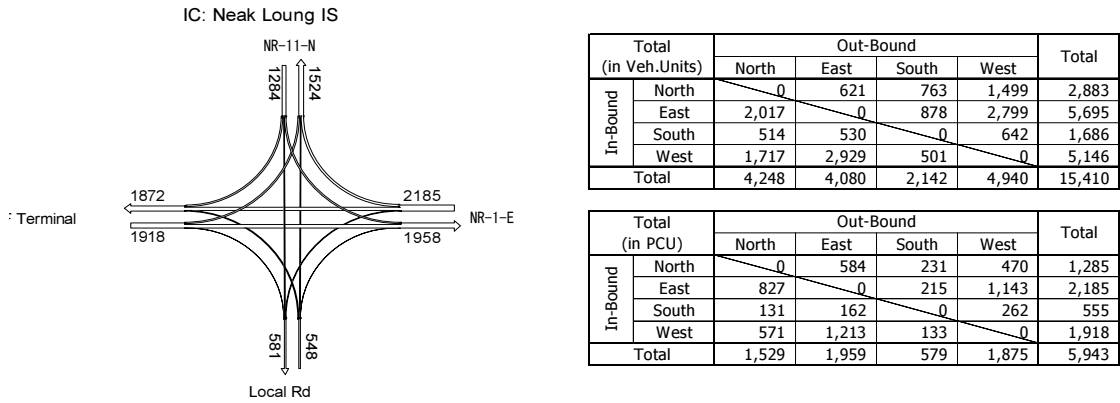 IC: Neak Loung IS
NR-11-N
1284
1524
1872
2185
F Terminal
NR-1-E
1918
1958
581
548
Local Rd
Total (in Veh.Units) Out-Bound Total
North East South West
In-Bound
North 0 621 763 1,499 2,883
East 2,017 0 878 2,799 5,695
South 514 530 0 642 1,686
West 1,717 2,929 501 0 5,146
Total 4,248 4,080 2,142 4,940 15,410
Total (in PCU) Out-Bound Total
North East South West
In-Bound
North 0 584 231 470 1,285
East 827 0 215 1,143 2,185
South 131 162 0 262 555
West 571 1,213 133 0 1,918
Total 1,529 1,959 579 1,875 5,943